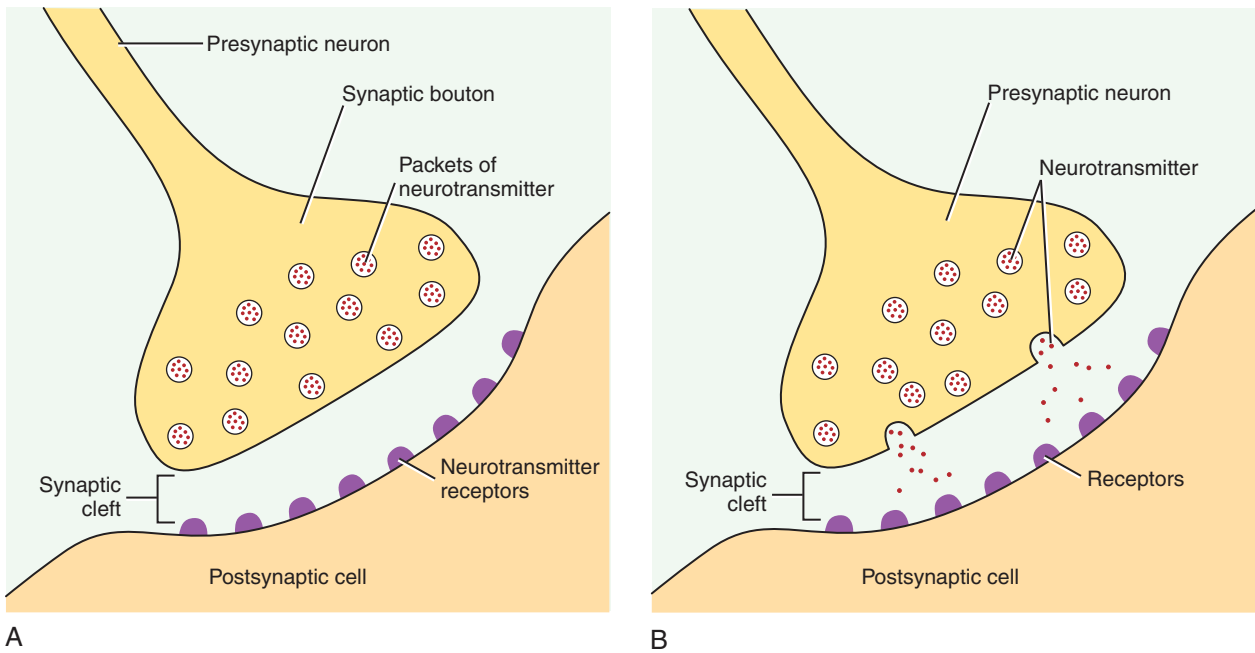 Presynaptic neuron
Synaptic bouton
Packets of
neurotransmitter
Synaptic
cleft
Neurotransmitter
receptors
Postsynaptic cell
A
Presynaptic neuron
Neurotransmitter
Synaptic
cleft
Receptors
Postsynaptic cell
B